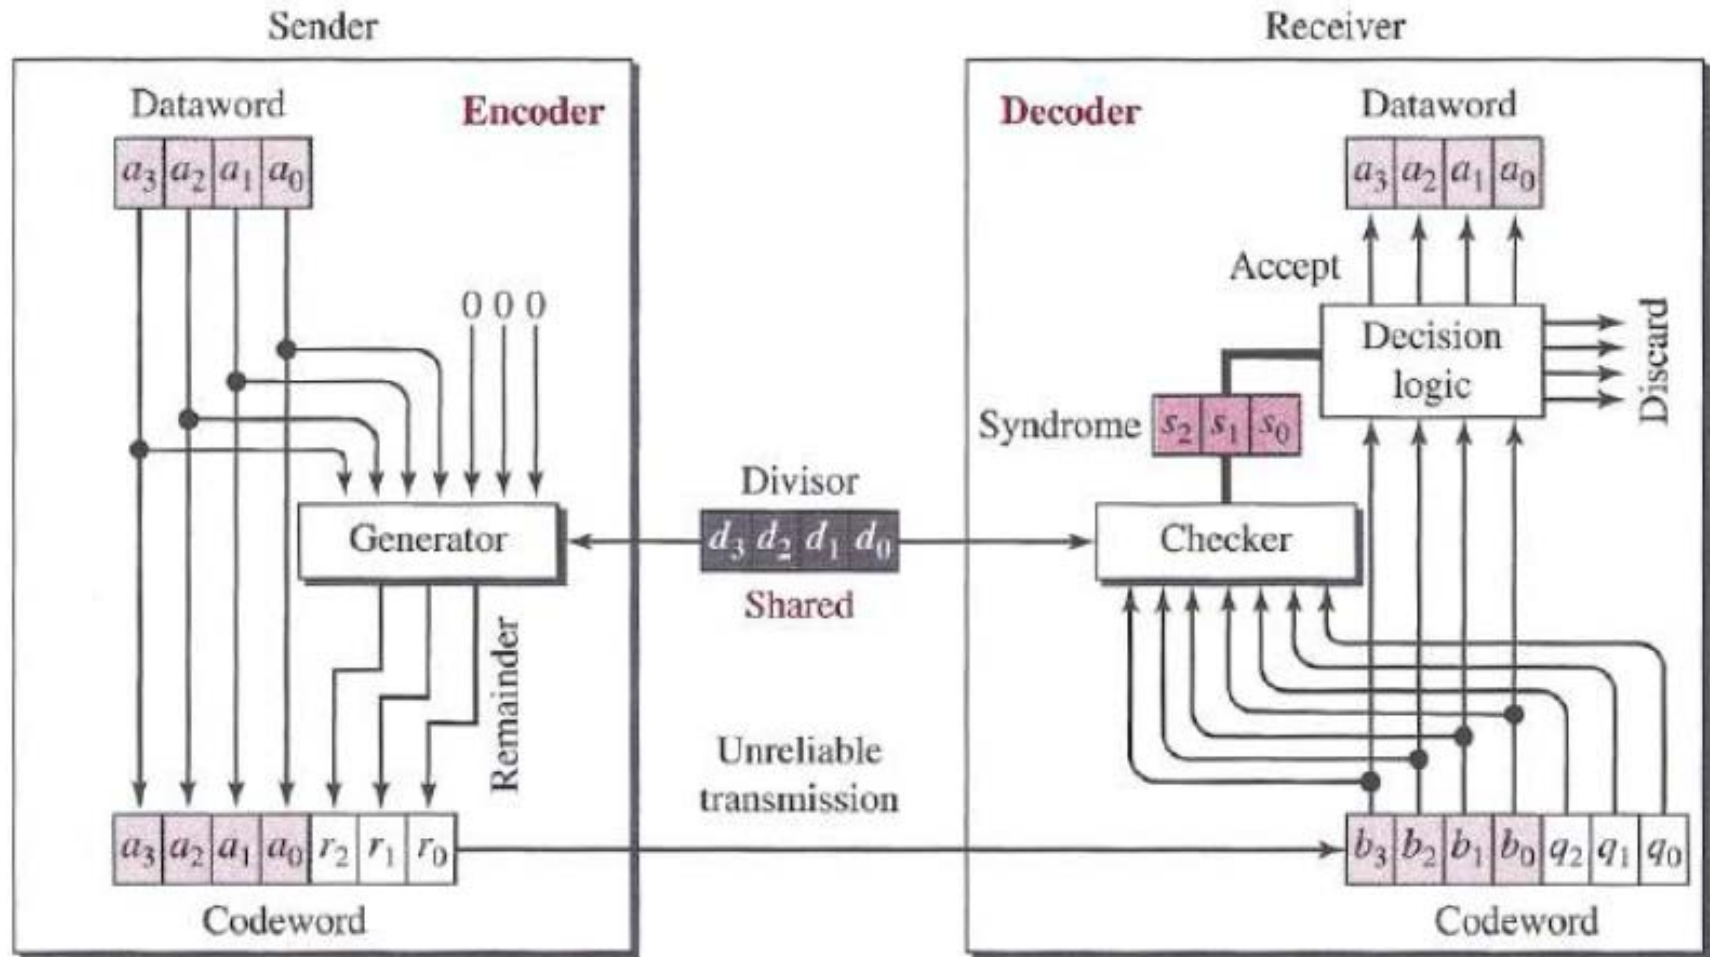 Sender
Dataword
Encoder
a3 a2 a1 a0
0 0 0
Generator
Remainder
a3 a2 a1 a0 r2 r1 r0
Codeword
Divisor
d3 d2 d1 d0
Shared
Unreliable
transmission
Receiver
Decoder
Dataword
a3 a2 a1 a0
Accept
Decision
logic
Discard
Syndrome
s2 s1 s0
Checker
b3 b2 b1 b0 q2 q1 q0
Codeword